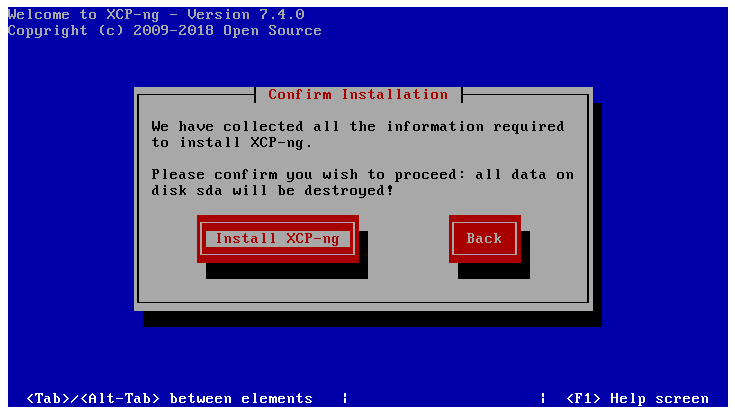 Welcome to XCP-ng - Version 7.4.0
Copyright (c) 2009-2018 Open Source
Confirm Installation
We have collected all the information required
to install XCP-ng.
Please confirm you wish to proceed: all data on
disk sda will be destroyed!
Install XCP-ng    Back
<Tab>/<Alt-Tab> between elements   |   |   <F1> Help screen